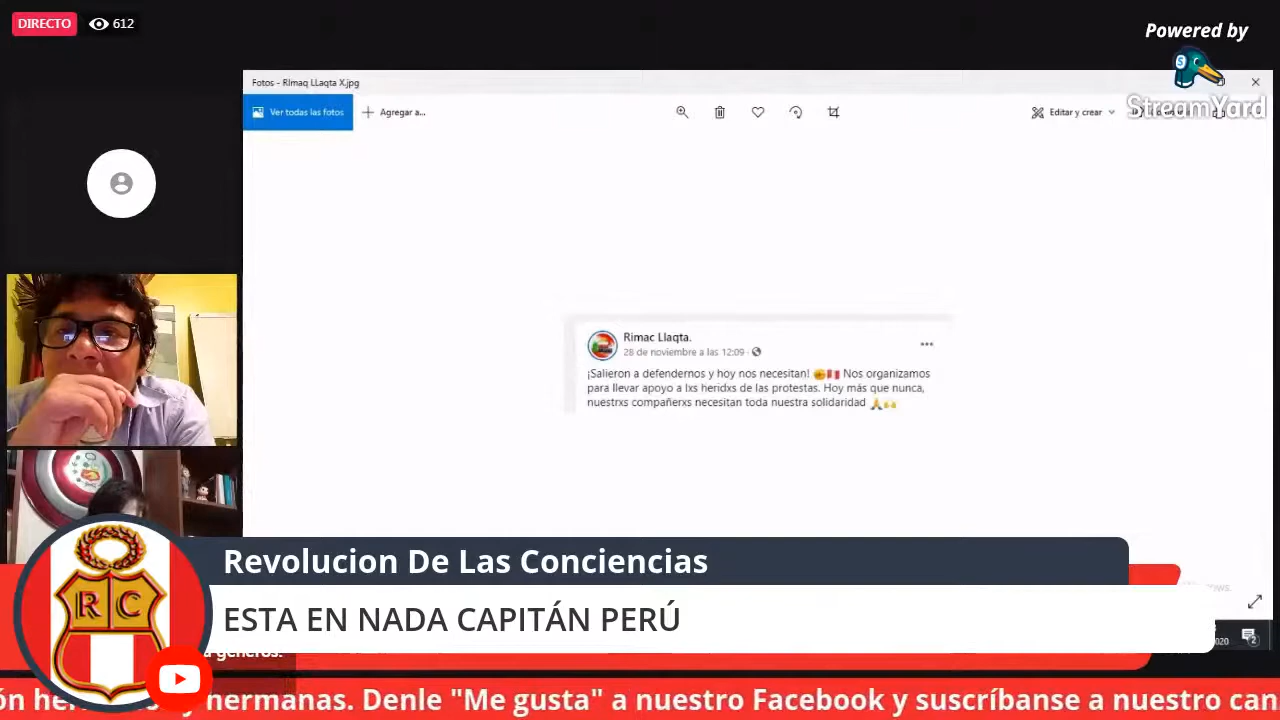 DIRECTO
612
Powered by
StreamYard
Fotos - RImaq LLaqta X.jpg
Ver todas las fotos
Agregar a...
Editar y crear
Rimac Llaqta.
28 de noviembre a las 12:09 ·
¡Salieron a defendernos y hoy nos necesitan! ✊🇵🇪 Nos organizamos
para llevar apoyo a lxs heridxs de las protestas. Hoy más que nunca,
nuestrxs compañerxs necesitan toda nuestra solidaridad 🙏🙌
Revolucion De Las Conciencias
ESTA EN NADA CAPITÁN PERÚ
RC
géneros.
2020
2
hermanas. Denle "Me gusta" a nuestro Facebook y suscríbanse a nuestro